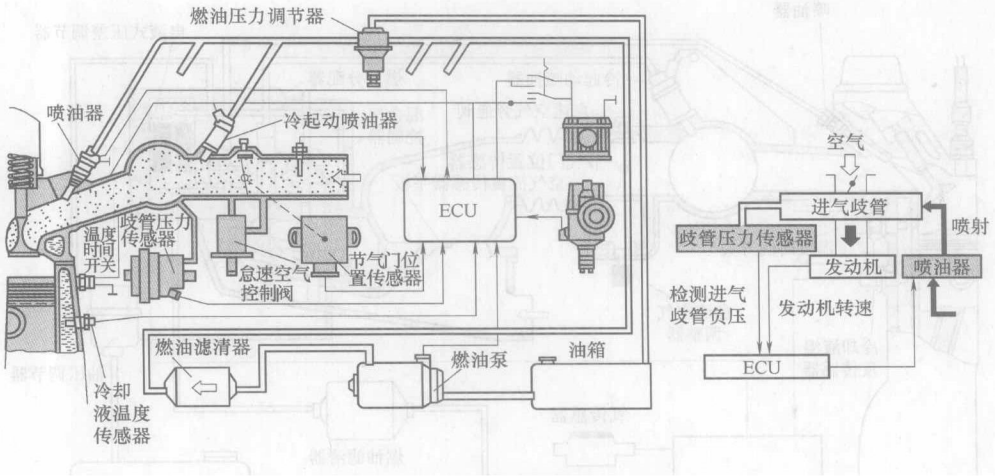 燃油压力调节器
喷油器
冷起动喷油器
ECU
温度
时间
开关
歧管压力
传感器
怠速空气
控制阀
节气门位
置传感器
燃油滤清器
燃油泵
油箱
冷却
液温度
传感器
空气
进气歧管
喷射
歧管压力传感器
发动机
喷油器
检测进气
歧管负压
发动机转速
ECU